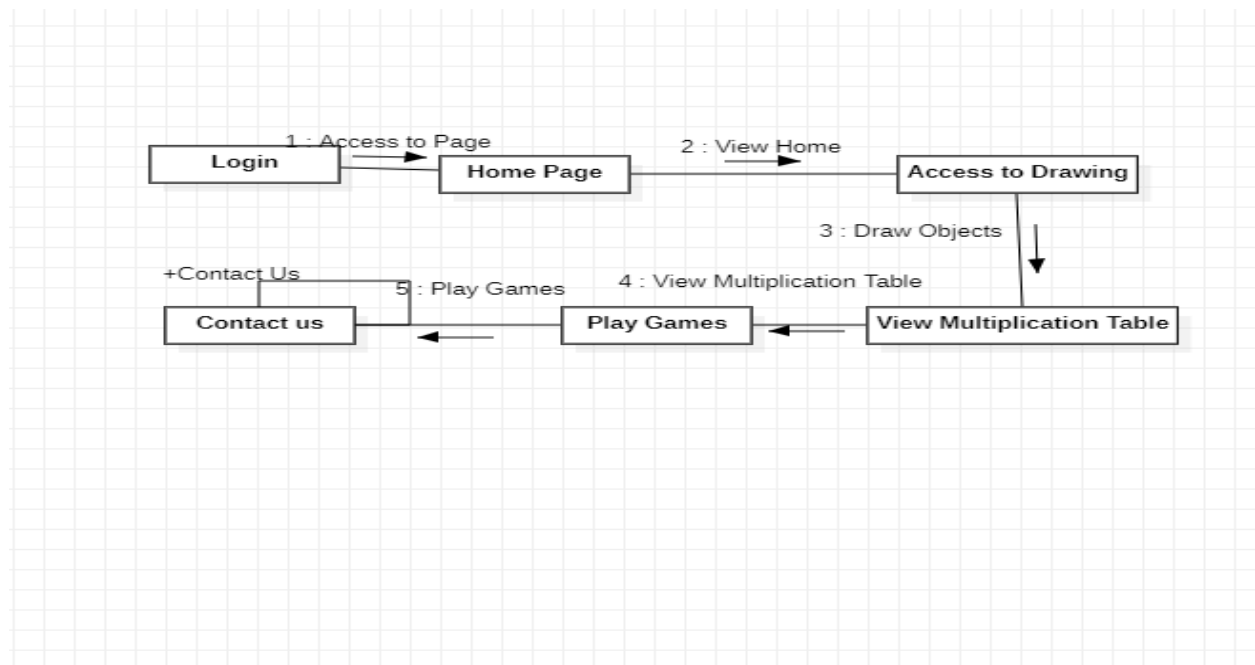 1 : Access to Page
Login
Home Page
2 : View Home
Access to Drawing
3 : Draw Objects
+Contact Us
5 : Play Games
4 : View Multiplication Table
Contact us
Play Games
View Multiplication Table